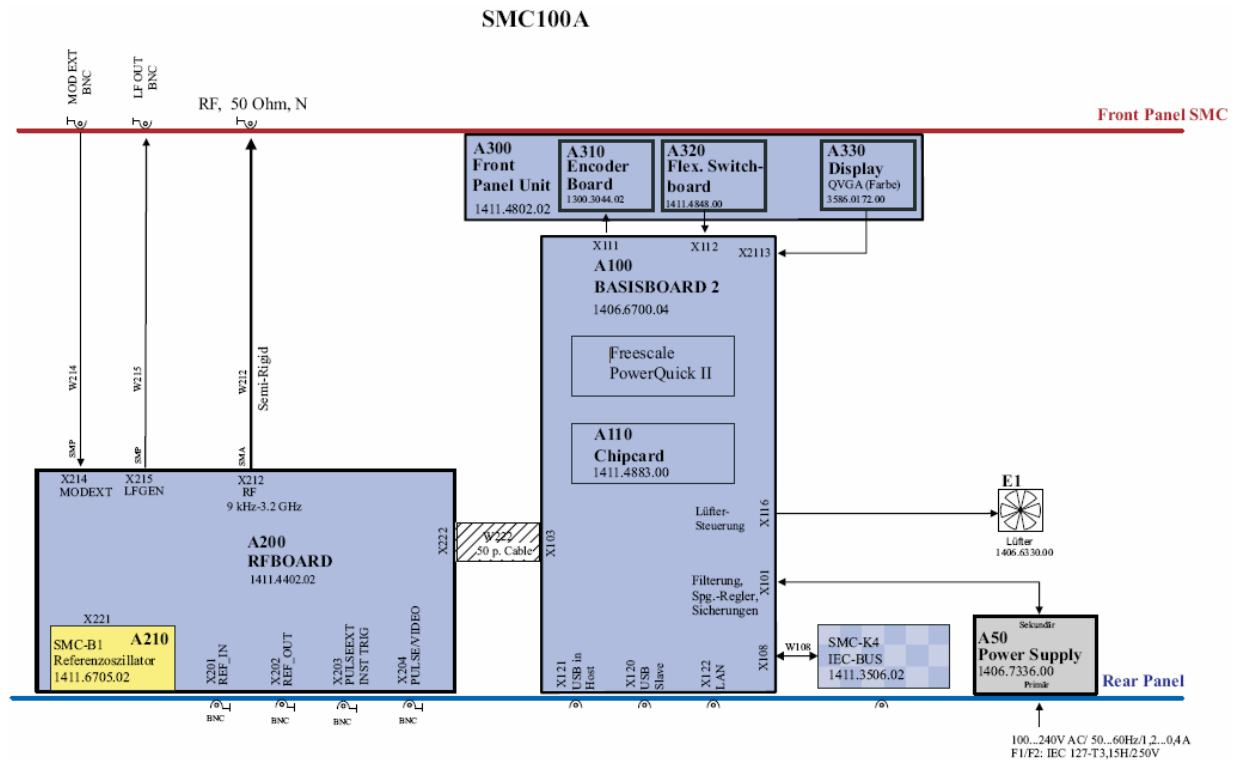 SMC100A
MOD EXT
BNC
LF OUT
BNC
RF, 50 Ohm, N
Front Panel SMC
A300
Front
Panel Unit
1411.4802.02
A310
Encoder
Board
1300.3044.02
A320
Flex. Switch-
board
1411.4848.00
A330
Display
QVGA (Farbe)
3586.0172.00
X111
X112
X2113
A100
BASISBOARD 2
1406.6700.04
Freescale
PowerQuick II
A110
Chipcard
1411.4883.00
W214
W215
W212
Semi-Rigid
SMP
SMP
SMA
X214
MODEXT
X215
LFGEN
X212
RF
9 kHz-3.2 GHz
A200
RFBOARD
1411.4402.02
X222
W222
50 p. Cable
X103
Lüfter-
Steuerung
X116
E1
Lüfter
1406.6330.00
Filterung,
Spg.-Regler,
Sicherungen
X101
X221
SMC-B1
A210
Referenzoszillator
1411.6705.02
X201
REF_IN
X202
REF_OUT
X203
PULSEEXT
INST TRIG
X204
PULSE/VIDEO
X121
USB in
Host
X120
USB
Slave
X122
LAN
X108
W108
SMC-K4
IEC-BUS
1411.3506.02
Sekundär
A50
Power Supply
1406.7336.00
Primär
Rear Panel
BNC
BNC
BNC
BNC
100...240V AC/ 50...60Hz/1,2...0,4A
F1/F2: IEC 127-T3,15H/250V